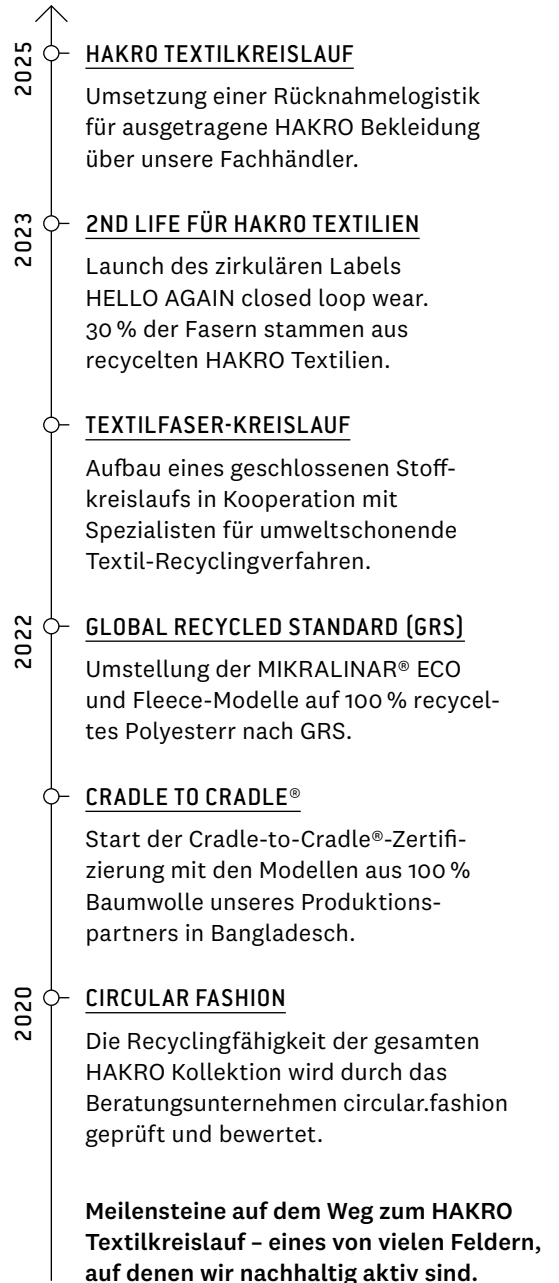 2025
HAKRO TEXTILKREISLAUF
Umsetzung einer Rücknahmelogistik
für ausgetragene HAKRO Bekleidung
über unsere Fachhändler.
2023
2ND LIFE FÜR HAKRO TEXTILIEN
Launch des zirkulären Labels
HELLO AGAIN closed loop wear.
30 % der Fasern stammen aus
recycelten HAKRO Textilien.
TEXTILFASER-KREISLAUF
Aufbau eines geschlossenen Stoff-
kreislaufs in Kooperation mit
Spezialisten für umweltschonende
Textil-Recyclingverfahren.
2022
GLOBAL RECYCLED STANDARD (GRS)
Umstellung der MIKRALINAR® ECO
und Fleece-Modelle auf 100 % recycel-
tes Polyesterr nach GRS.
CRADLE TO CRADLE®
Start der Cradle-to-Cradle®-Zertifi-
zierung mit den Modellen aus 100 %
Baumwolle unseres Produktions-
partners in Bangladesch.
2020
CIRCULAR FASHION
Die Recyclingfähigkeit der gesamten
HAKRO Kollektion wird durch das
Beratungsunternehmen circular.fashion
geprüft und bewertet.
Meilensteine auf dem Weg zum HAKRO
Textilkreislauf – eines von vielen Feldern,
auf denen wir nachhaltig aktiv sind.